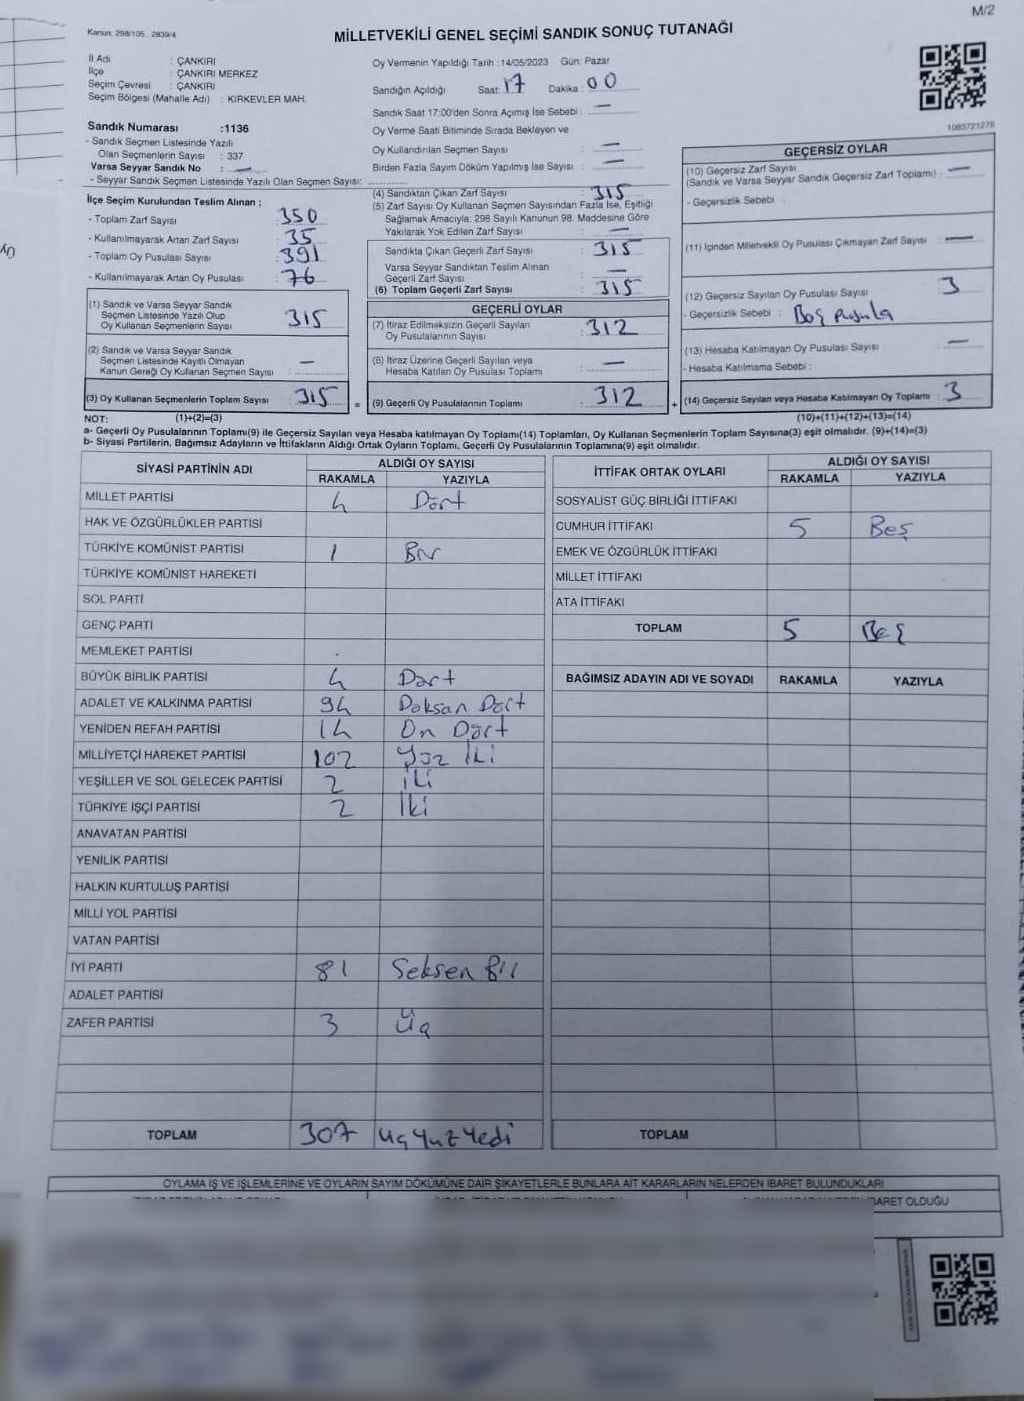 M/2
Kanun: 298/105 , 2839/4
MİLLETVEKİLİ GENEL SEÇİMİ SANDIK SONUÇ TUTANAĞI
İl Adı : ÇANKIRI
İlçe : ÇANKIRI MERKEZ
Seçim Çevresi : ÇANKIRI
Seçim Bölgesi (Mahalle Adı) : KIRKEVLER MAH.
Sandık Numarası :1136
- Sandık Seçmen Listesinde Yazılı
Olan Seçmenlerin Sayısı : 337
Varsa Seyyar Sandık No : —
- Seyyar Sandık Seçmen Listesinde Yazılı Olan Seçmen Sayısı:
Oy Vermenin Yapıldığı Tarih :14/05/2023 Gün: Pazar
Sandığın Açıldığı Saat: 17 Dakika : 00
Sandık Saat 17:00'den Sonra Açılmış İse Sebebi : —
Oy Verme Saati Bitiminde Sırada Bekleyen ve
Oy Kullandırılan Seçmen Sayısı : —
Birden Fazla Sayım Döküm Yapılmış İse Sayısı : —
1083721278
İlçe Seçim Kurulundan Teslim Alınan ;
- Toplam Zarf Sayısı : 350
- Kullanılmayarak Artan Zarf Sayısı : 35
- Toplam Oy Pusulası Sayısı : 391
- Kullanılmayarak Artan Oy Pusulası : 76
(4) Sandıktan Çıkan Zarf Sayısı : 315
(5) Zarf Sayısı Oy Kullanan Seçmen Sayısından Fazla İse, Eşitliği
Sağlamak Amacıyla; 298 Sayılı Kanunun 98. Maddesine Göre
Yakılarak Yok Edilen Zarf Sayısı : —
Sandıkta Çıkan Geçerli Zarf Sayısı : 315
Varsa Seyyar Sandıktan Teslim Alınan
Geçerli Zarf Sayısı : —
(6) Toplam Geçerli Zarf Sayısı : 315
GEÇERSİZ OYLAR
(10) Geçersiz Zarf Sayısı
(Sandık ve Varsa Seyyar Sandık Geçersiz Zarf Toplamı) : —
- Geçersizlik Sebebi :
(11) İçinden Milletvekili Oy Pusulası Çıkmayan Zarf Sayısı : —
(12) Geçersiz Sayılan Oy Pusulası Sayısı : 3
- Geçersizlik Sebebi : Boş pusula
(13) Hesaba Katılmayan Oy Pusulası Sayısı : —
- Hesaba Katılmama Sebebi :
(14) Geçersiz Sayılan veya Hesaba Katılmayan Oy Toplamı : 3
(1) Sandık ve Varsa Seyyar Sandık
Seçmen Listesinde Yazılı Olup
Oy Kullanan Seçmenlerin Sayısı : 315
(2) Sandık ve Varsa Seyyar Sandık
Seçmen Listesinde Kayıtlı Olmayan
Kanun Gereği Oy Kullanan Seçmen Sayısı : —
(3) Oy Kullanan Seçmenlerin Toplam Sayısı : 315 =
GEÇERLİ OYLAR
(7) İtiraz Edilmeksizin Geçerli Sayılan
Oy Pusulalarının Sayısı : 312
(8) İtiraz Üzerine Geçerli Sayılan veya
Hesaba Katılan Oy Pusulası Toplamı : —
(9) Geçerli Oy Pusulalarının Toplamı : 312 +
NOT: (1)+(2)=(3) (10)+(11)+(12)+(13)=(14)
a- Geçerli Oy Pusulalarının Toplamı(9) ile Geçersiz Sayılan veya Hesaba katılmayan Oy Toplamı(14) Toplamları, Oy Kullanan Seçmenlerin Toplam Sayısına(3) eşit olmalıdır. (9)+(14)=(3)
b- Siyasi Partilerin, Bağımsız Adayların ve İttifakların Aldığı Ortak Oyların Toplamı, Geçerli Oy Pusulalarının Toplamına(9) eşit olmalıdır.
SİYASİ PARTİNİN ADI ALDIĞI OY SAYISI
RAKAMLA YAZIYLA
MİLLET PARTİSİ 4 Dört
HAK VE ÖZGÜRLÜKLER PARTİSİ
TÜRKİYE KOMÜNİST PARTİSİ 1 Bir
TÜRKİYE KOMÜNİST HAREKETİ
SOL PARTİ
GENÇ PARTİ
MEMLEKET PARTİSİ
BÜYÜK BİRLİK PARTİSİ 4 Dört
ADALET VE KALKINMA PARTİSİ 94 Doksan Dört
YENİDEN REFAH PARTİSİ 14 On Dört
MİLLİYETÇİ HAREKET PARTİSİ 102 Yüz İki
YEŞİLLER VE SOL GELECEK PARTİSİ 2 İki
TÜRKİYE İŞÇİ PARTİSİ 2 İki
ANAVATAN PARTİSİ
YENİLİK PARTİSİ
HALKIN KURTULUŞ PARTİSİ
MİLLİ YOL PARTİSİ
VATAN PARTİSİ
İYİ PARTİ 81 Seksen Bir
ADALET PARTİSİ
ZAFER PARTİSİ 3 Üç
TOPLAM 307 Üç Yüz Yedi
İTTİFAK ORTAK OYLARI ALDIĞI OY SAYISI
RAKAMLA YAZIYLA
SOSYALİST GÜÇ BİRLİĞİ İTTİFAKI
CUMHUR İTTİFAKI 5 Beş
EMEK VE ÖZGÜRLÜK İTTİFAKI
MİLLET İTTİFAKI
ATA İTTİFAKI
TOPLAM 5 Beş
BAĞIMSIZ ADAYIN ADI VE SOYADI RAKAMLA YAZIYLA
TOPLAM
OYLAMA İŞ VE İŞLEMLERİNE VE OYLARIN SAYIM DÖKÜMÜNE DAİR ŞİKAYETLERLE BUNLARA AİT KARARLARIN NELERDEN İBARET BULUNDUKLARI
İBARET OLDUĞU